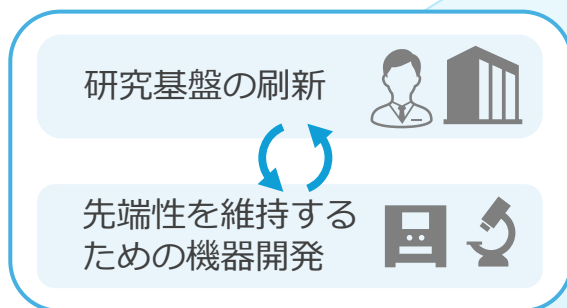 研究基盤の刷新
先端性を維持する
ための機器開発